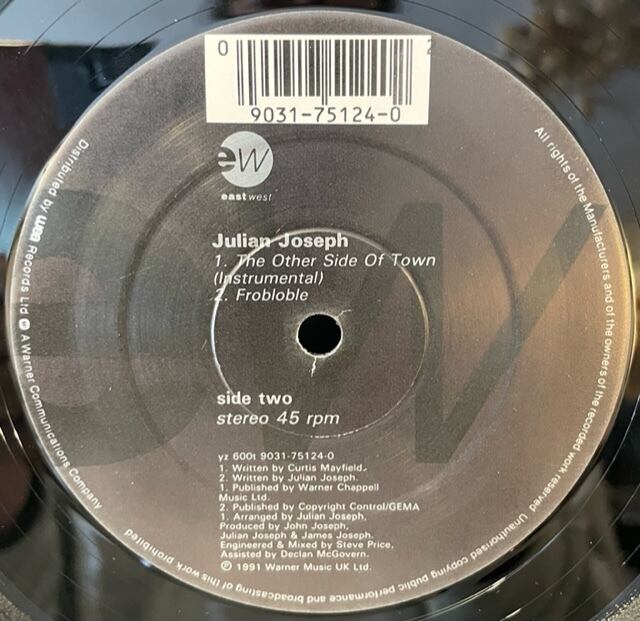 0 2
9031-75124-0
ew
eastwest
Julian Joseph
1. The Other Side Of Town
(Instrumental)
2. Frobloble
side two
stereo 45 rpm
yz 600t 9031-75124-0
1. Written by Curtis Mayfield.
2. Written by Julian Joseph.
1. Published by Warner Chappell
Music Ltd.
2. Published by Copyright Control/GEMA
1. Arranged by Julian Joseph,
Produced by John Joseph,
Julian Joseph & James Joseph.
Engineered & Mixed by Steve Price,
Assisted by Declan McGovern.
℗ 1991 Warner Music UK Ltd.
All rights of the Manufacturers and of the owners of the recorded work reserved Unauthorised copying public performance and broadcasting of this work prohibited
Distributed by wea Records Ltd A Warner Communications Company